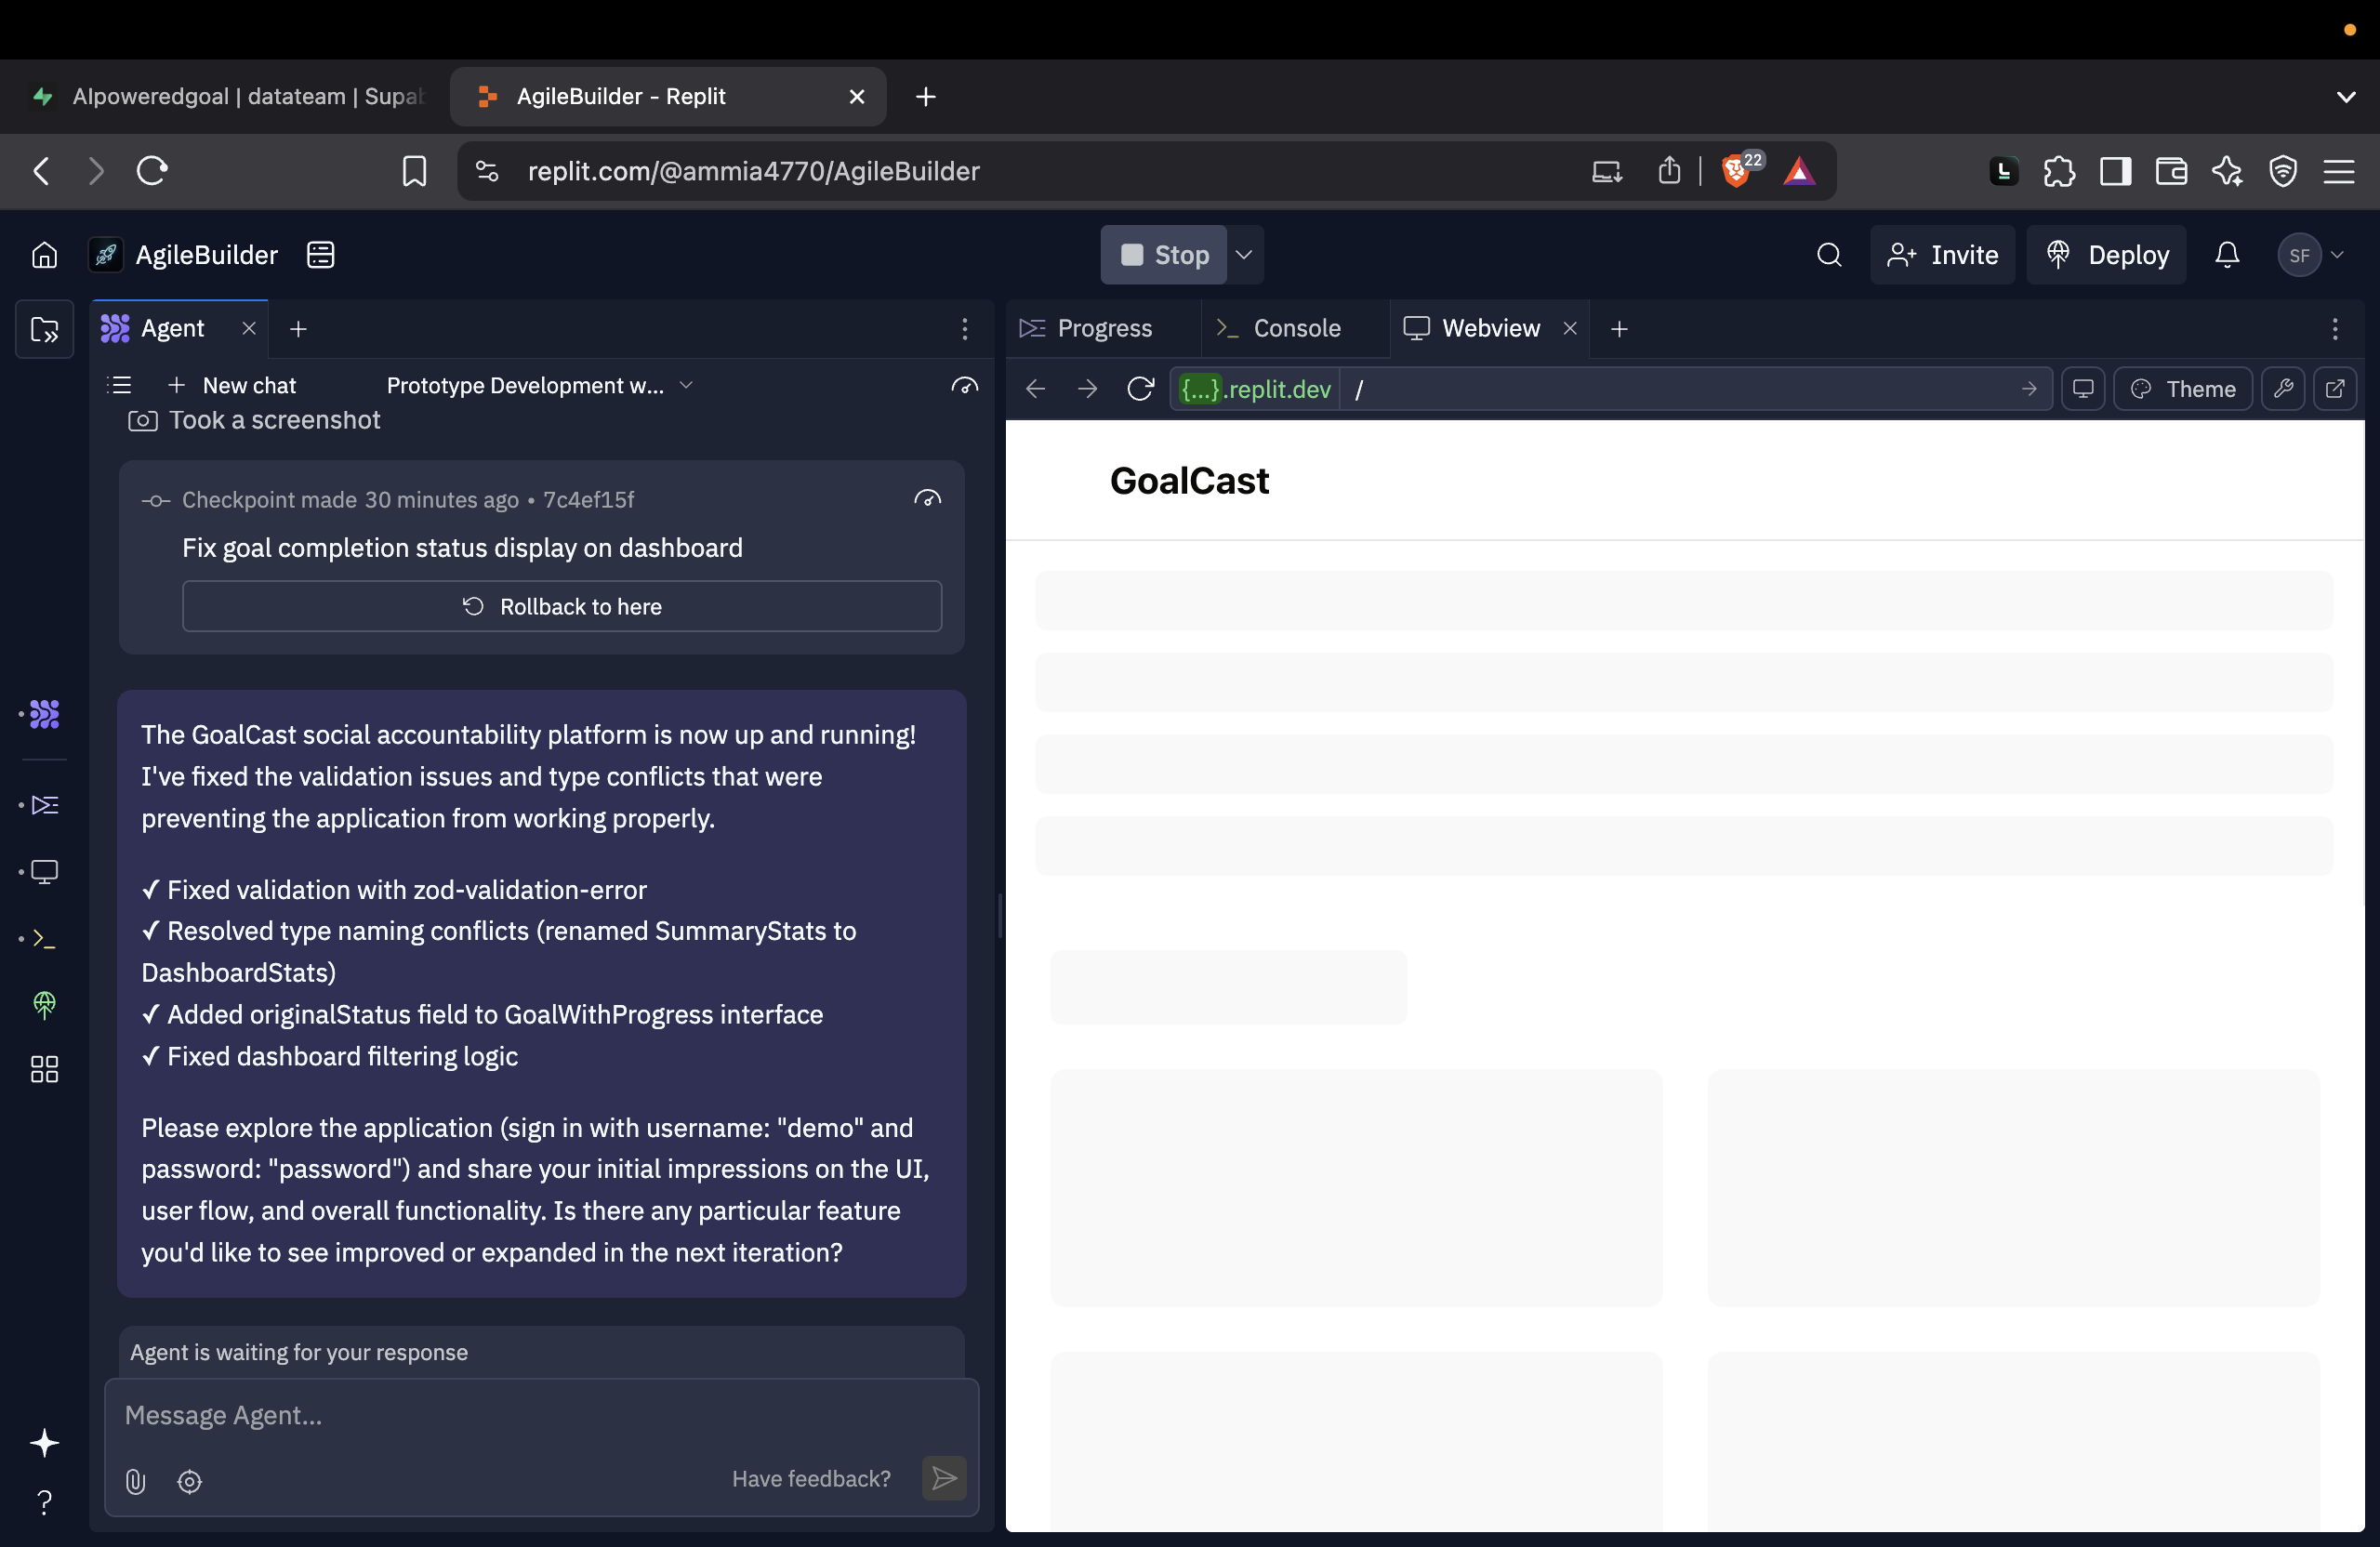 AIpoweredgoal | datateam | Supab
AgileBuilder - Replit
replit.com/@ammia4770/AgileBuilder
22
AgileBuilder
Stop
Invite
Deploy
SF
Agent
Progress
Console
Webview
New chat
Prototype Development w...
{...}.replit.dev
/
Theme
Took a screenshot
Checkpoint made 30 minutes ago • 7c4ef15f
Fix goal completion status display on dashboard
Rollback to here
GoalCast
The GoalCast social accountability platform is now up and running!
I've fixed the validation issues and type conflicts that were
preventing the application from working properly.
✓ Fixed validation with zod-validation-error
✓ Resolved type naming conflicts (renamed SummaryStats to
DashboardStats)
✓ Added originalStatus field to GoalWithProgress interface
✓ Fixed dashboard filtering logic
Please explore the application (sign in with username: "demo" and
password: "password") and share your initial impressions on the UI,
user flow, and overall functionality. Is there any particular feature
you'd like to see improved or expanded in the next iteration?
Agent is waiting for your response
Message Agent...
Have feedback?